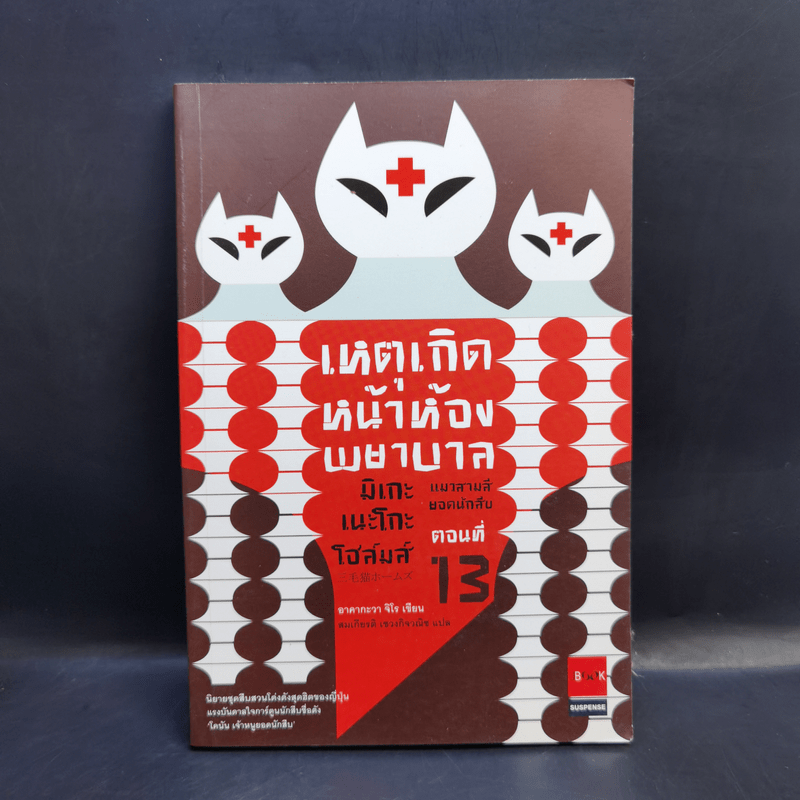 เหตุเกิด
หน้าห้อง
พยาบาล
มิเกะ
เนะโกะ
โฮล์มส์
三毛猫ホームズ
แมวสามสี
ยอดนักสืบ
ตอนที่
13
อาคากะวา จิโร เขียน
สมเกียรติ เชวงกิจวณิช แปล
นิยายชุดสืบสวนโด่งดังสุดฮิตของญี่ปุ่น
แรงบันดาลใจการ์ตูนนักสืบชื่อดัง
'โคนัน เจ้าหนูยอดนักสืบ'
BooK
SUSPENSE